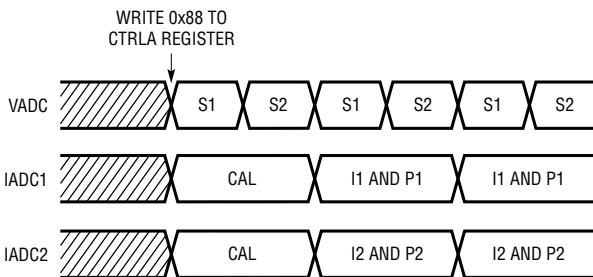 WRITE 0x88 TO
CTRLA REGISTER
VADC S1 S2 S1 S2 S1 S2
IADC1 CAL I1 AND P1 I1 AND P1
IADC2 CAL I2 AND P2 I2 AND P2